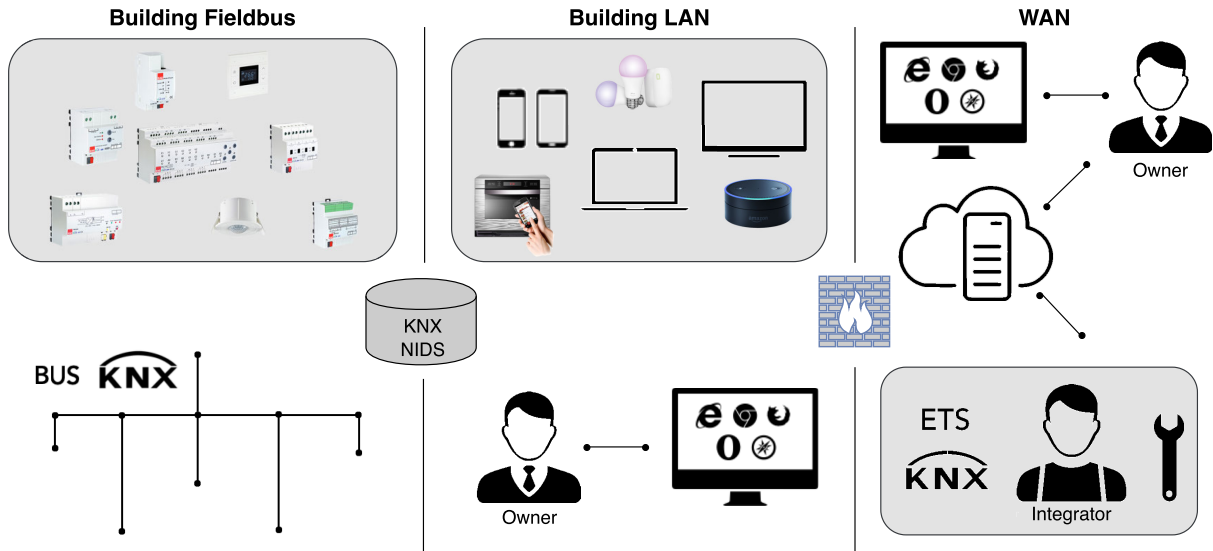 Building Fieldbus
Building LAN
WAN
Owner
KNX
NIDS
BUS KNX
Owner
ETS
KNX
Integrator